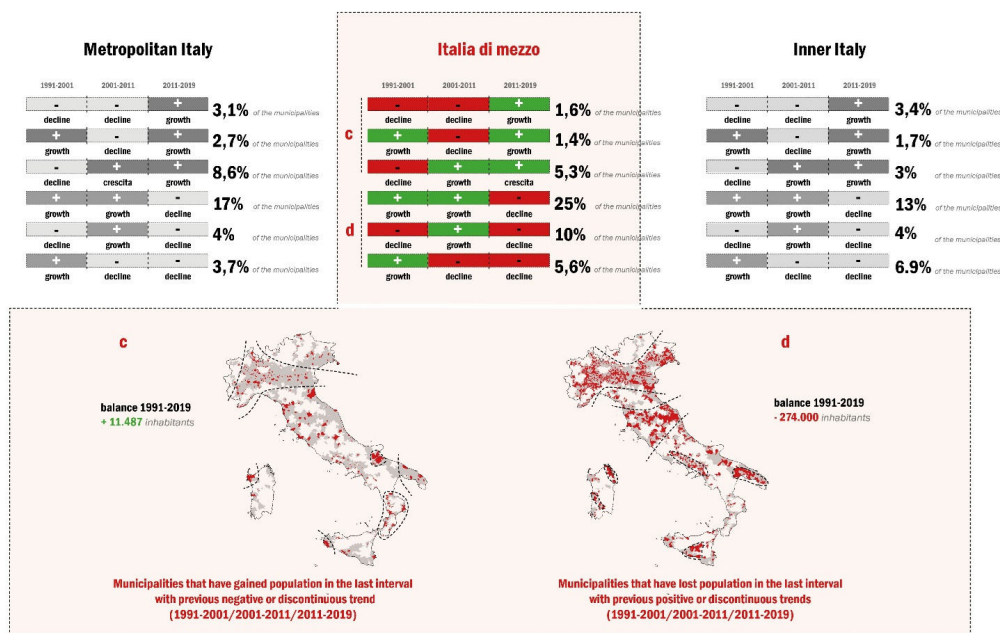 Metropolitan Italy
1991-2001 2001-2011 2011-2019
- - +
decline decline growth
3,1% of the municipalities
+ - +
growth decline growth
2,7% of the municipalities
- + +
decline crescita growth
8,6% of the municipalities
+ + -
growth growth decline
17% of the municipalities
- + -
decline growth decline
4% of the municipalities
+ - -
growth decline decline
3,7% of the municipalities
Italia di mezzo
1991-2001 2001-2011 2011-2019
c
- - +
decline decline growth
1,6% of the municipalities
+ - +
growth decline growth
1,4% of the municipalities
- + +
decline growth crescita
5,3% of the municipalities
d
+ + -
growth growth decline
25% of the municipalities
- + -
decline growth decline
10% of the municipalities
+ - -
growth decline decline
5,6% of the municipalities
Inner Italy
1991-2001 2001-2011 2011-2019
- - +
decline decline growth
3,4% of the municipalities
+ - +
growth decline growth
1,7% of the municipalities
- + +
decline growth growth
3% of the municipalities
+ + -
growth growth decline
13% of the municipalities
- + -
decline growth decline
4% of the municipalities
+ - -
growth decline decline
6.9% of the municipalities
c
balance 1991-2019
+ 11.487 inhabitants
Municipalities that have gained population in the last interval
with previous negative or discontinuous trend
(1991-2001/2001-2011/2011-2019)
d
balance 1991-2019
- 274.000 inhabitants
Municipalities that have lost population in the last interval
with previous positive or discontinuous trends
(1991-2001/2001-2011/2011-2019)